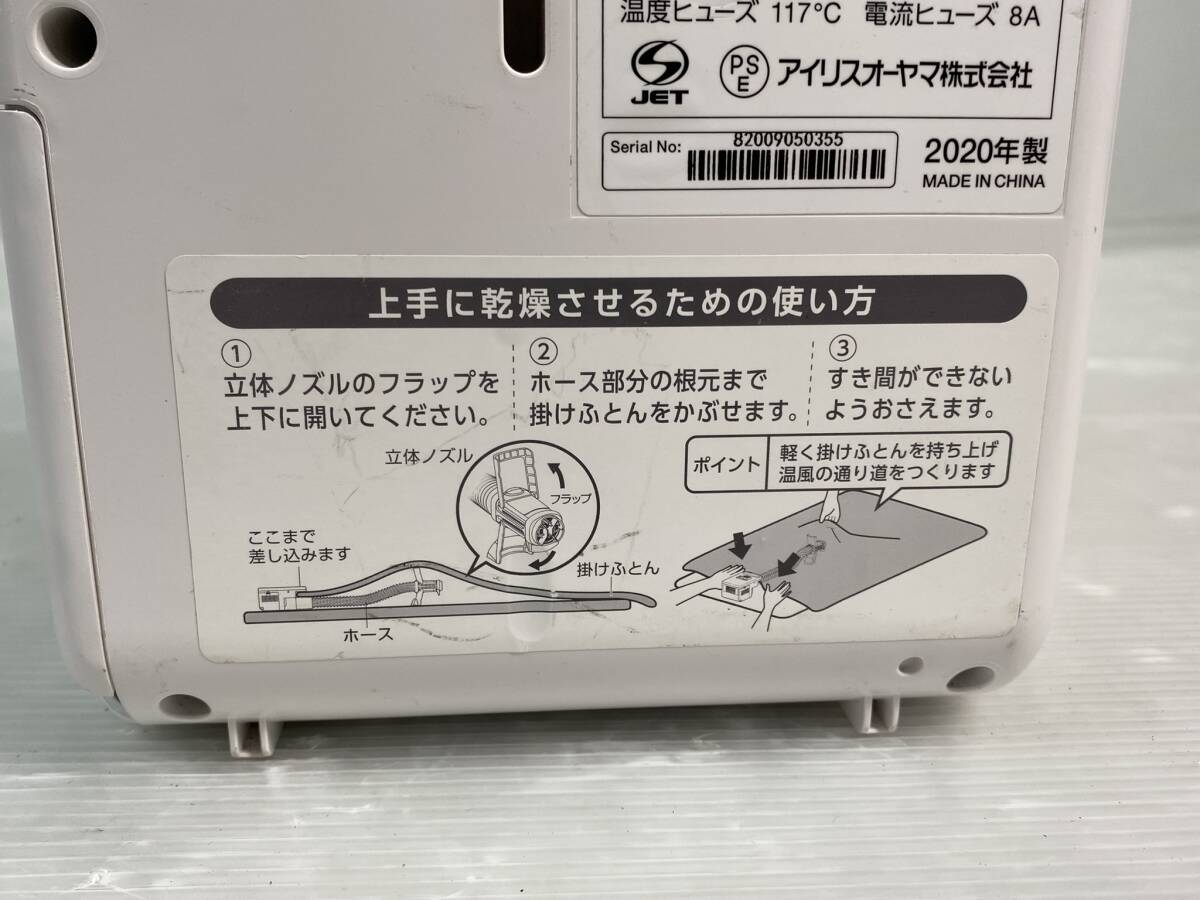 温度ヒューズ 117℃ 電流ヒューズ 8A
JET PSE アイリスオーヤマ株式会社
Serial No: 82009050355
2020年製
MADE IN CHINA
上手に乾燥させるための使い方
①
立体ノズルのフラップを
上下に開いてください。
②
ホース部分の根元まで
掛けふとんをかぶせます。
③
すき間ができない
ようおさえます。
立体ノズル
フラップ
ここまで
差し込みます
掛けふとん
ホース
ポイント
軽く掛けふとんを持ち上げ
温風の通り道をつくります